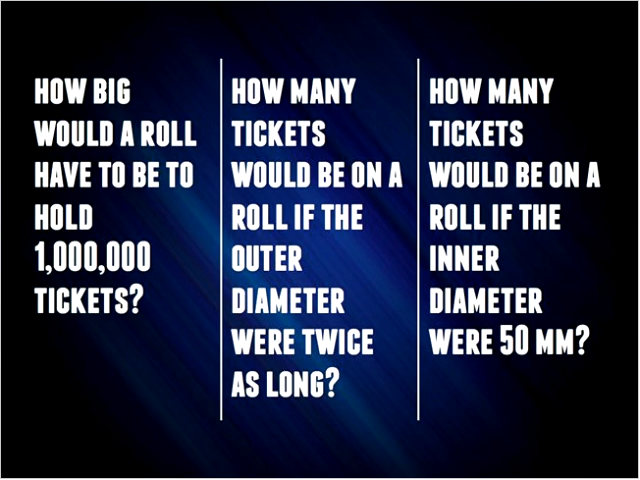 HOW BIG
WOULD A ROLL
HAVE TO BE TO
HOLD
1,000,000
TICKETS?
HOW MANY
TICKETS
WOULD BE ON A
ROLL IF THE
OUTER
DIAMETER
WERE TWICE
AS LONG?
HOW MANY
TICKETS
WOULD BE ON A
ROLL IF THE
INNER
DIAMETER
WERE 50 MM?